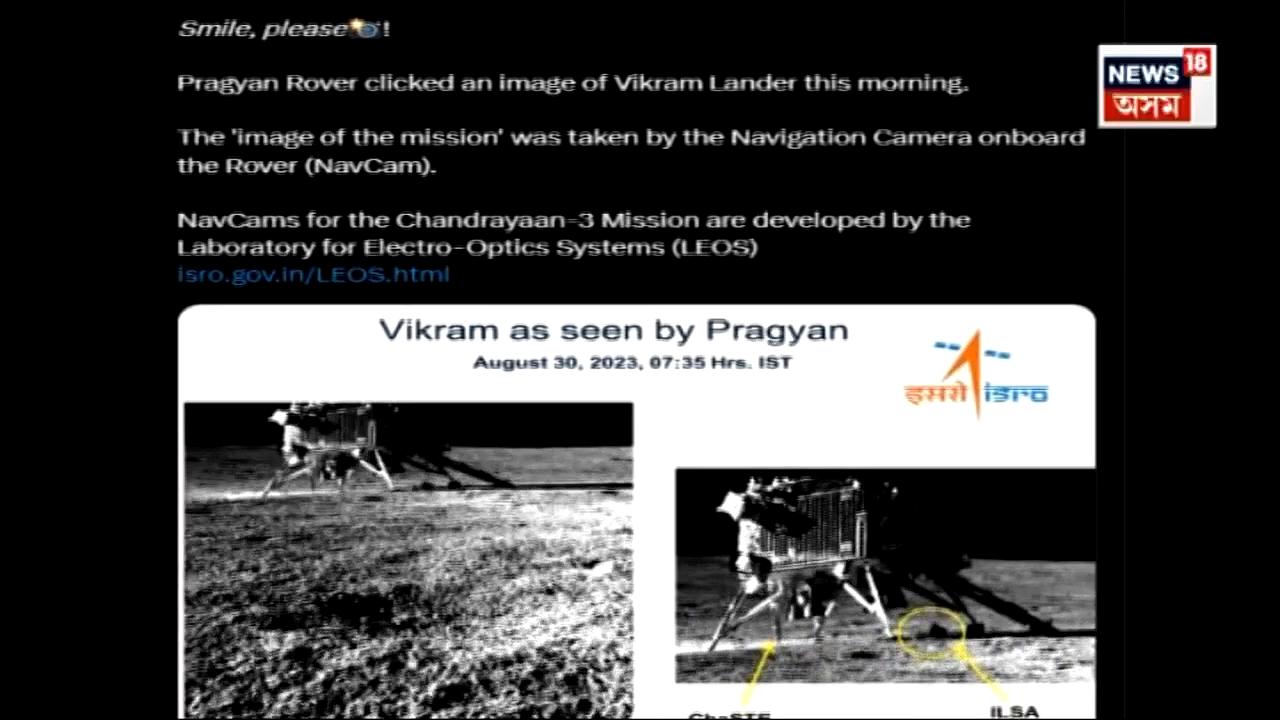 Smile, please📸!
Pragyan Rover clicked an image of Vikram Lander this morning.
The 'image of the mission' was taken by the Navigation Camera onboard
the Rover (NavCam).
NavCams for the Chandrayaan-3 Mission are developed by the
Laboratory for Electro-Optics Systems (LEOS)
isro.gov.in/LEOS.html
NEWS 18
অসম
Vikram as seen by Pragyan
August 30, 2023, 07:35 Hrs. IST
इसरो isro
ChaSTE
ILSA